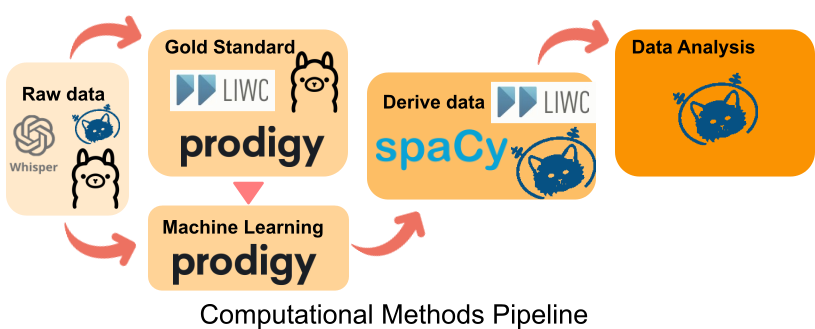 Raw data
Whisper
Gold Standard
LIWC
prodigy
Machine Learning
prodigy
Derive data
LIWC
spaCy
Data Analysis
Computational Methods Pipeline